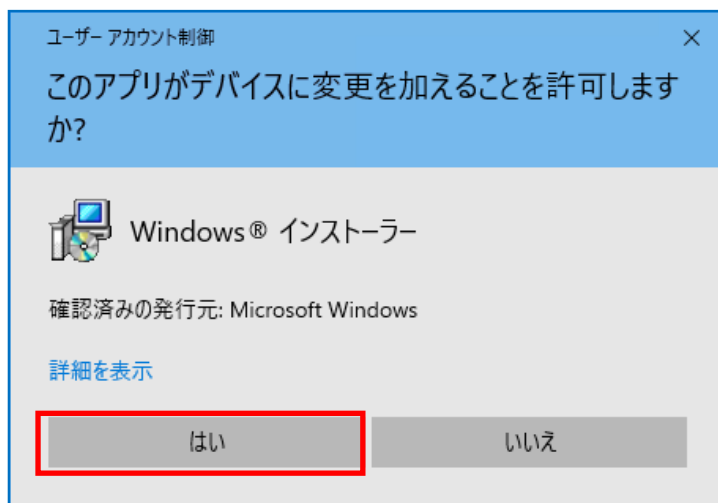 ユーザー アカウント制御
このアプリがデバイスに変更を加えることを許可します
か?
Windows® インストーラー
確認済みの発行元: Microsoft Windows
詳細を表示
はい
いいえ